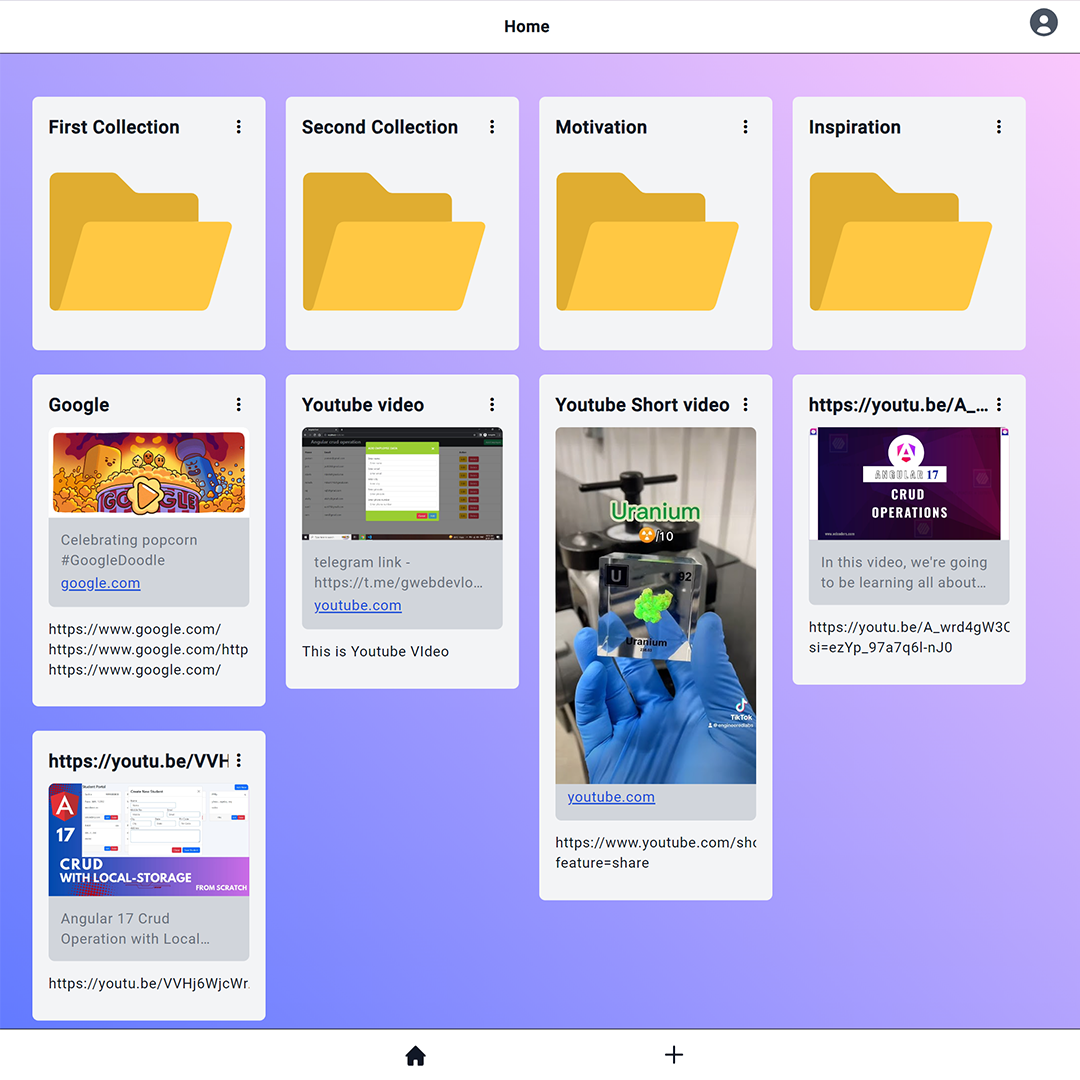 Home
First Collection
Second Collection
Motivation
Inspiration
Google
GOOGLE
Celebrating popcorn
#GoogleDoodle
google.com
https://www.google.com/
https://www.google.com/http
https://www.google.com/
Youtube video
Angular crud operation
telegram link -
https://t.me/gwebdevlo…
youtube.com
This is Youtube VIdeo
Youtube Short video
Uranium
/10
U
92
Uranium
TikTok
youtube.com
https://www.youtube.com/sho
feature=share
https://youtu.be/A_…
ANGULAR 17
CRUD
OPERATIONS
In this video, we're going
to be learning all about…
https://youtu.be/A_wrd4gW3C
si=ezYp_97a7q6l-nJ0
https://youtu.be/VVH
Student Portal
Create New Student
A
17
CRUD
WITH LOCAL-STORAGE
FROM SCRATCH
Angular 17 Crud
Operation with Local…
https://youtu.be/VVHj6WjcWr